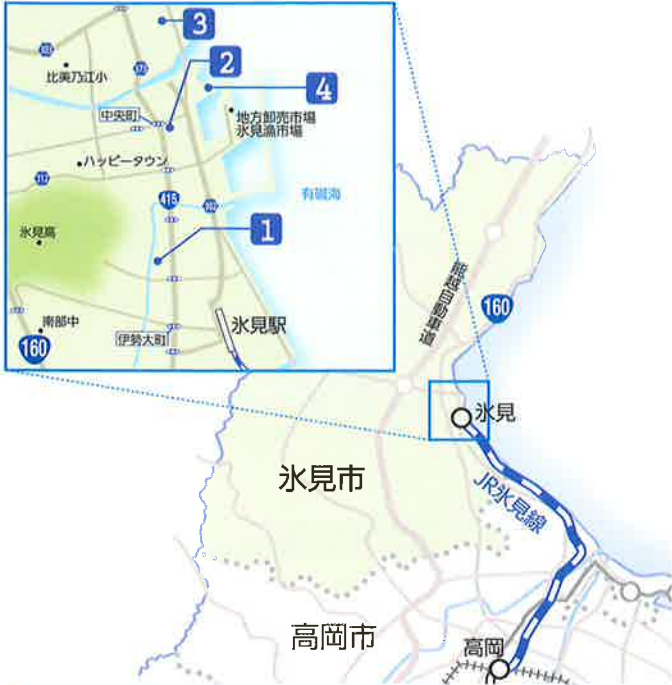 3
2
4
373
比美乃江小
中央町
地方卸売市場
氷見漁市場
ハッピータウン
有磯海
415
1
氷見高
南部中
伊勢大町
氷見駅
160
能越自動車道
160
氷見
氷見市
JR氷見線
高岡市
高岡